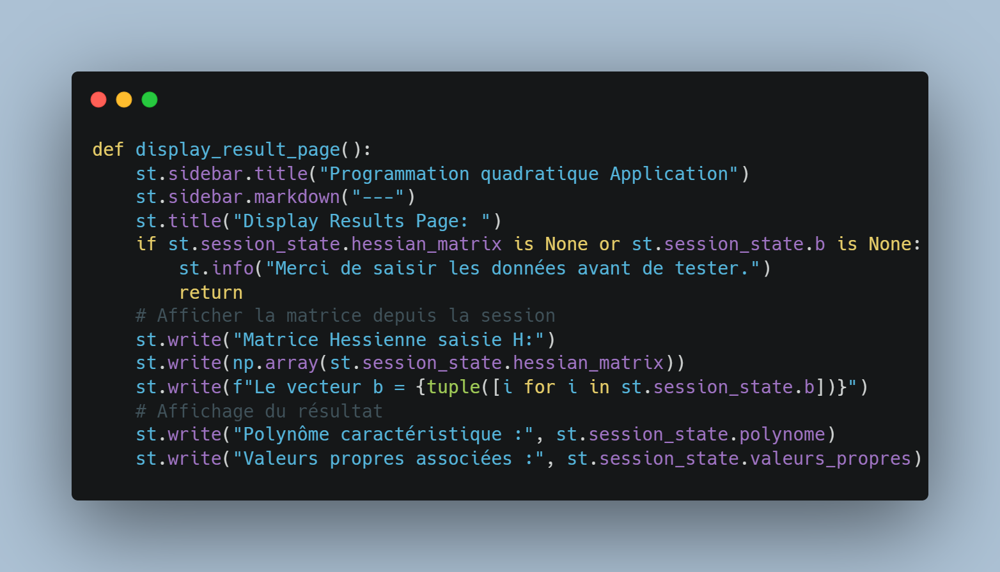 def display_result_page():
    st.sidebar.title("Programmation quadratique Application")
    st.sidebar.markdown("---")
    st.title("Display Results Page: ")
    if st.session_state.hessian_matrix is None or st.session_state.b is None:
        st.info("Merci de saisir les données avant de tester.")
        return
    # Afficher la matrice depuis la session
    st.write("Matrice Hessienne saisie H:")
    st.write(np.array(st.session_state.hessian_matrix))
    st.write(f"Le vecteur b = {tuple([i for i in st.session_state.b])}")
    # Affichage du résultat
    st.write("Polynôme caractéristique :", st.session_state.polynome)
    st.write("Valeurs propres associées :", st.session_state.valeurs_propres)